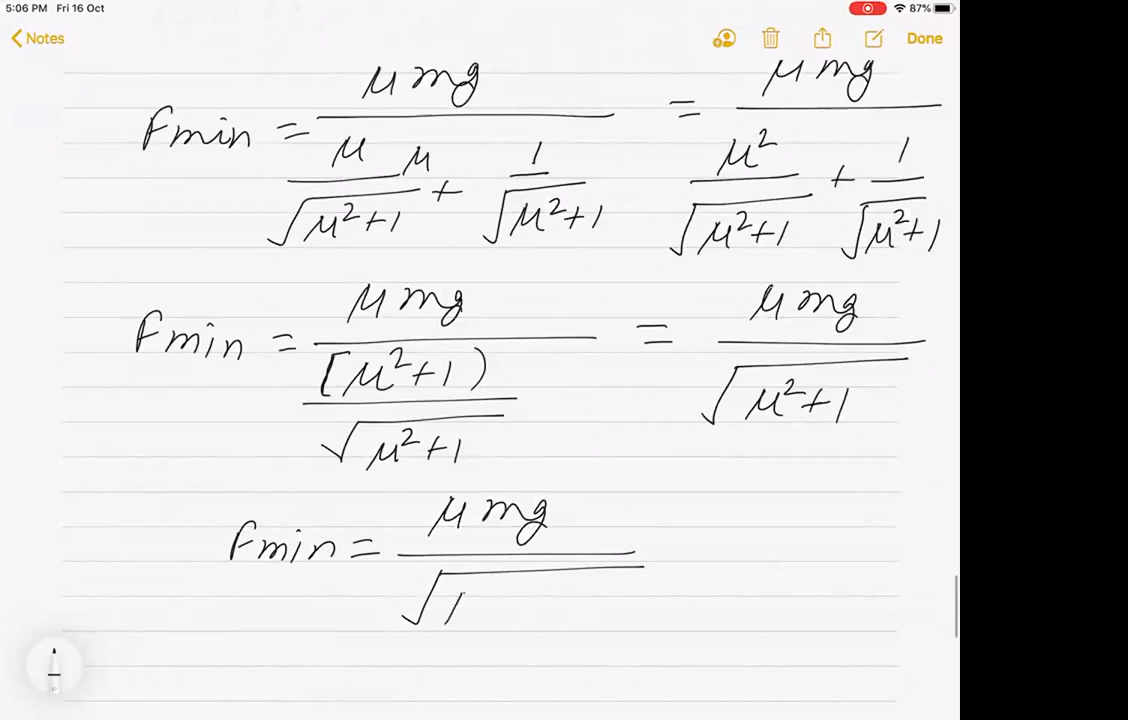 5:06 PM Fri 16 Oct 87%
Notes Done
Fmin = μmg / (μ/√(μ²+1) μ + 1/√(μ²+1)) = μmg / (μ²/√(μ²+1) + 1/√(μ²+1))
Fmin = μmg / ([μ²+1)/√(μ²+1)) = μmg / √(μ²+1)
Fmin = μmg / √1